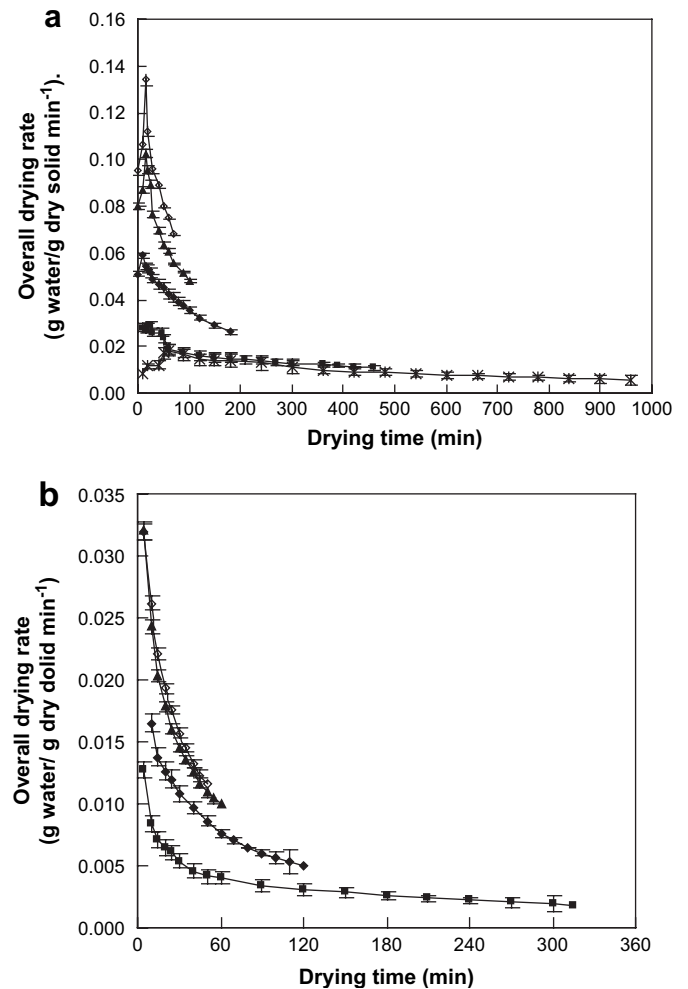 a
Overall drying rate
(g water/g dry solid min⁻¹).
0.16
0.14
0.12
0.10
0.08
0.06
0.04
0.02
0.00
0 100 200 300 400 500 600 700 800 900 1000
Drying time (min)
b
Overall drying rate
(g water/ g dry dolid min⁻¹)
0.035
0.030
0.025
0.020
0.015
0.010
0.005
0.000
0 60 120 180 240 300 360
Drying time (min)